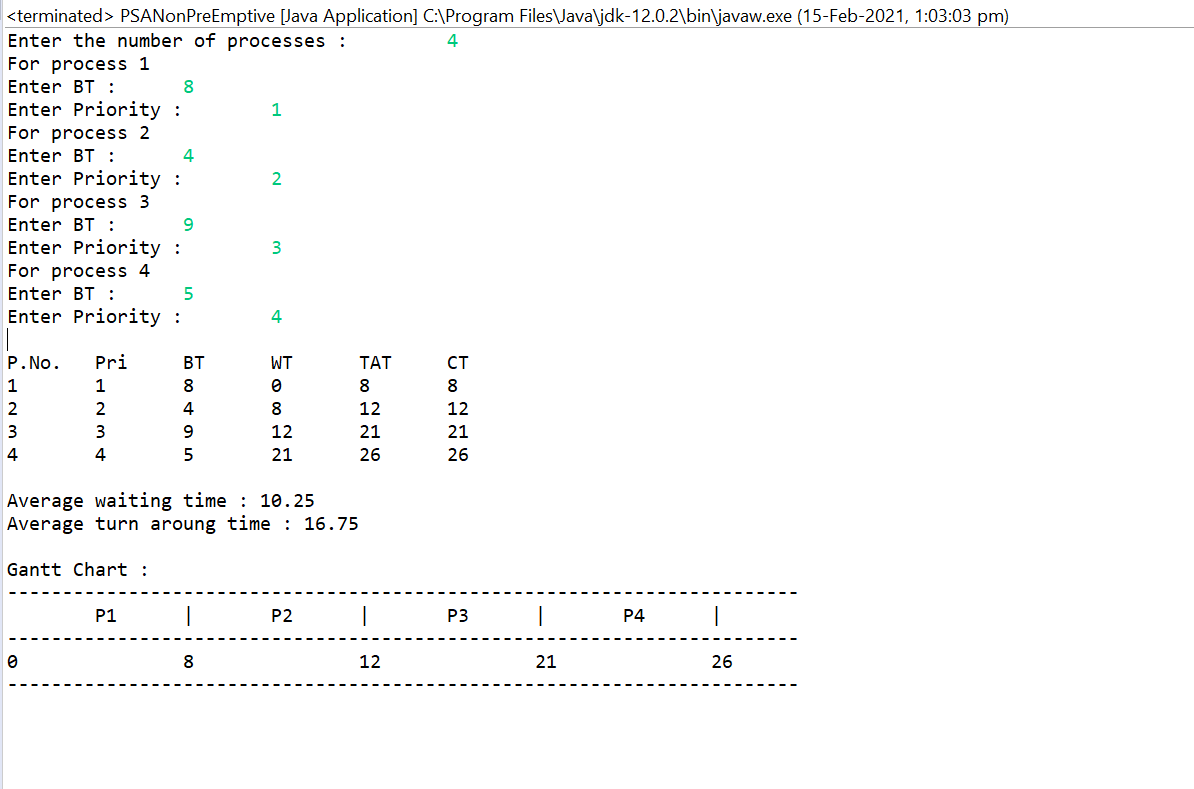 <terminated> PSANonPreEmptive [Java Application] C:\Program Files\Java\jdk-12.0.2\bin\javaw.exe (15-Feb-2021, 1:03:03 pm)
Enter the number of processes : 4
For process 1
Enter BT : 8
Enter Priority : 1
For process 2
Enter BT : 4
Enter Priority : 2
For process 3
Enter BT : 9
Enter Priority : 3
For process 4
Enter BT : 5
Enter Priority : 4
P.No. Pri BT WT TAT CT
1 1 8 0 8 8
2 2 4 8 12 12
3 3 9 12 21 21
4 4 5 21 26 26
Average waiting time : 10.25
Average turn aroung time : 16.75
Gantt Chart :
------------------------------------------------------------------------
P1 | P2 | P3 | P4 |
------------------------------------------------------------------------
0 8 12 21 26
------------------------------------------------------------------------